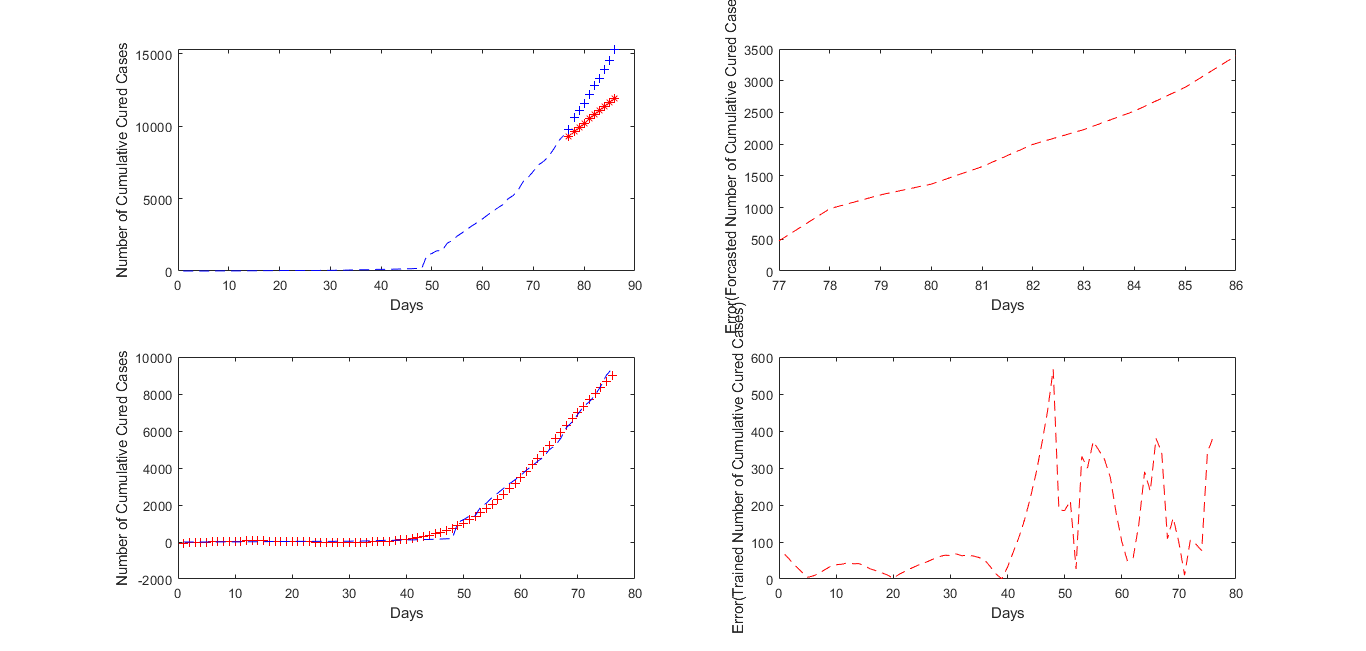 Number of Cumulative Cured Cases
15000
10000
5000
0
0 10 20 30 40 50 60 70 80 90
Days
Error(Forcasted Number of Cumulative Cured Case
3500
3000
2500
2000
1500
1000
500
0
77 78 79 80 81 82 83 84 85 86
Days
Number of Cumulative Cured Cases
10000
8000
6000
4000
2000
0
-2000
0 10 20 30 40 50 60 70 80
Days
Error(Trained Number of Cumulative Cured Cases)
600
500
400
300
200
100
0
0 10 20 30 40 50 60 70 80
Days